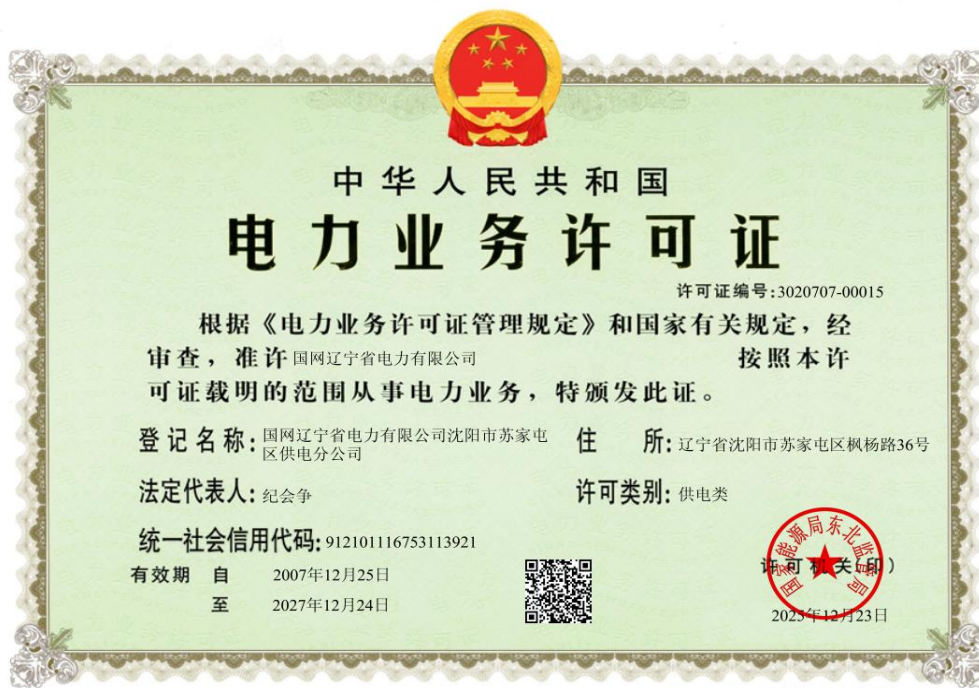 中华人民共和国
电力业务许可证
许可证编号:3020707-00015
根据《电力业务许可证管理规定》和国家有关规定，经
审查，准许国网辽宁省电力有限公司 按照本许
可证载明的范围从事电力业务，特颁发此证。
登记名称:国网辽宁省电力有限公司沈阳市苏家屯
区供电分公司
住 所:辽宁省沈阳市苏家屯区枫杨路36号
法定代表人:纪会争
许可类别:供电类
统一社会信用代码:912101116753113921
有效期 自 2007年12月25日
至 2027年12月24日
国家能源局东北监管局
许可机关(印)
2025年12月23日